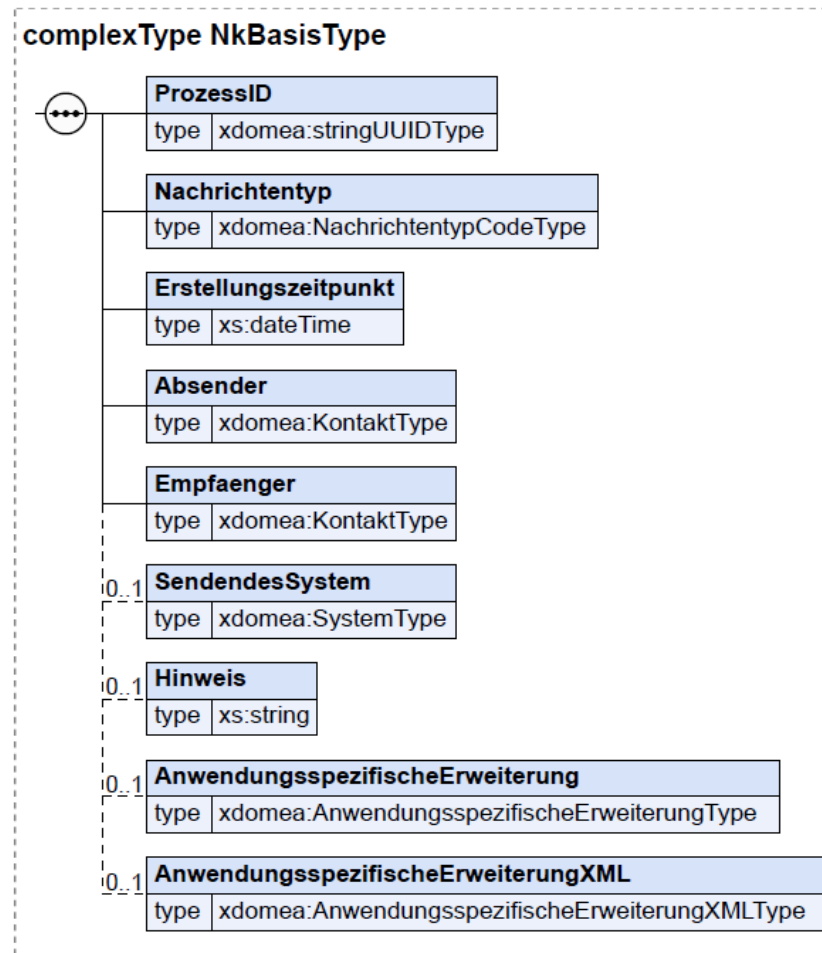 complexType NkBasisType
ProzessID
type xdomea:stringUUIDType
Nachrichtentyp
type xdomea:NachrichtentypCodeType
Erstellungszeitpunkt
type xs:dateTime
Absender
type xdomea:KontaktType
Empfaenger
type xdomea:KontaktType
0..1 SendendesSystem
type xdomea:SystemType
0..1 Hinweis
type xs:string
0..1 AnwendungsspezifischeErweiterung
type xdomea:AnwendungsspezifischeErweiterungType
0..1 AnwendungsspezifischeErweiterungXML
type xdomea:AnwendungsspezifischeErweiterungXMLType